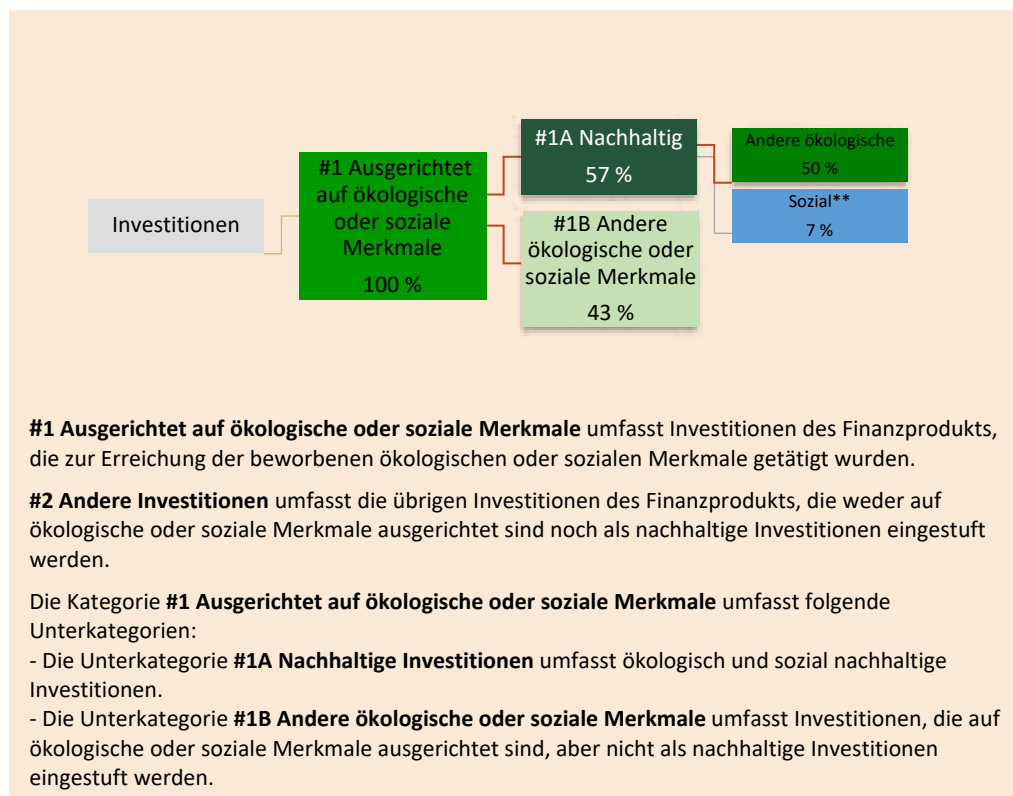 Investitionen
#1 Ausgerichtet
auf ökologische
oder soziale
Merkmale
100 %
#1A Nachhaltig
57 %
#1B Andere
ökologische oder
soziale Merkmale
43 %
Andere ökologische
50 %
Sozial**
7 %
#1 Ausgerichtet auf ökologische oder soziale Merkmale umfasst Investitionen des Finanzprodukts,
die zur Erreichung der beworbenen ökologischen oder sozialen Merkmale getätigt wurden.
#2 Andere Investitionen umfasst die übrigen Investitionen des Finanzprodukts, die weder auf
ökologische oder soziale Merkmale ausgerichtet sind noch als nachhaltige Investitionen eingestuft
werden.
Die Kategorie #1 Ausgerichtet auf ökologische oder soziale Merkmale umfasst folgende
Unterkategorien:
- Die Unterkategorie #1A Nachhaltige Investitionen umfasst ökologisch und sozial nachhaltige
Investitionen.
- Die Unterkategorie #1B Andere ökologische oder soziale Merkmale umfasst Investitionen, die auf
ökologische oder soziale Merkmale ausgerichtet sind, aber nicht als nachhaltige Investitionen
eingestuft werden.